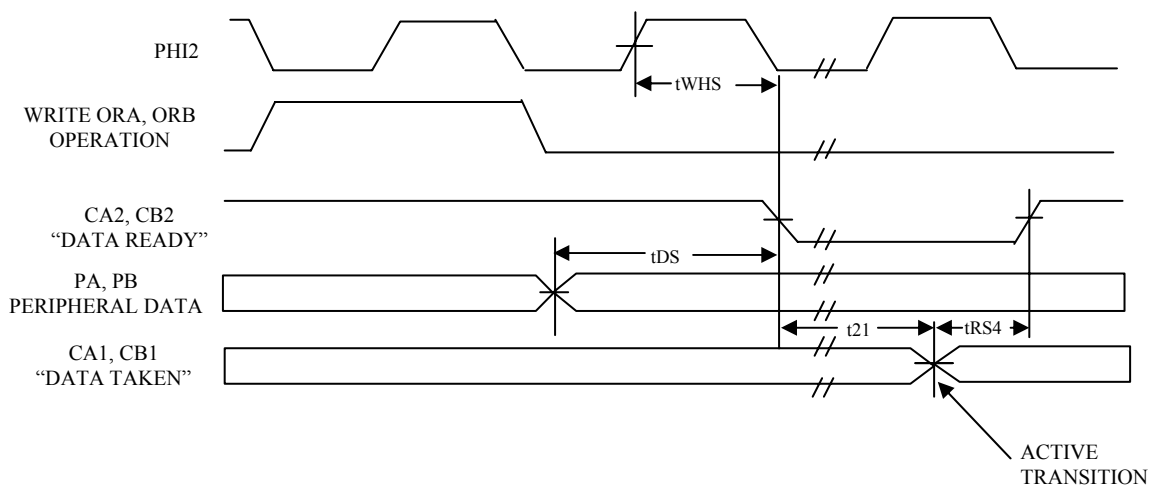 PHI2
tWHS
WRITE ORA, ORB
OPERATION
CA2, CB2
“DATA READY”
tDS
PA, PB
PERIPHERAL DATA
t21
tRS4
CA1, CB1
“DATA TAKEN”
ACTIVE
TRANSITION